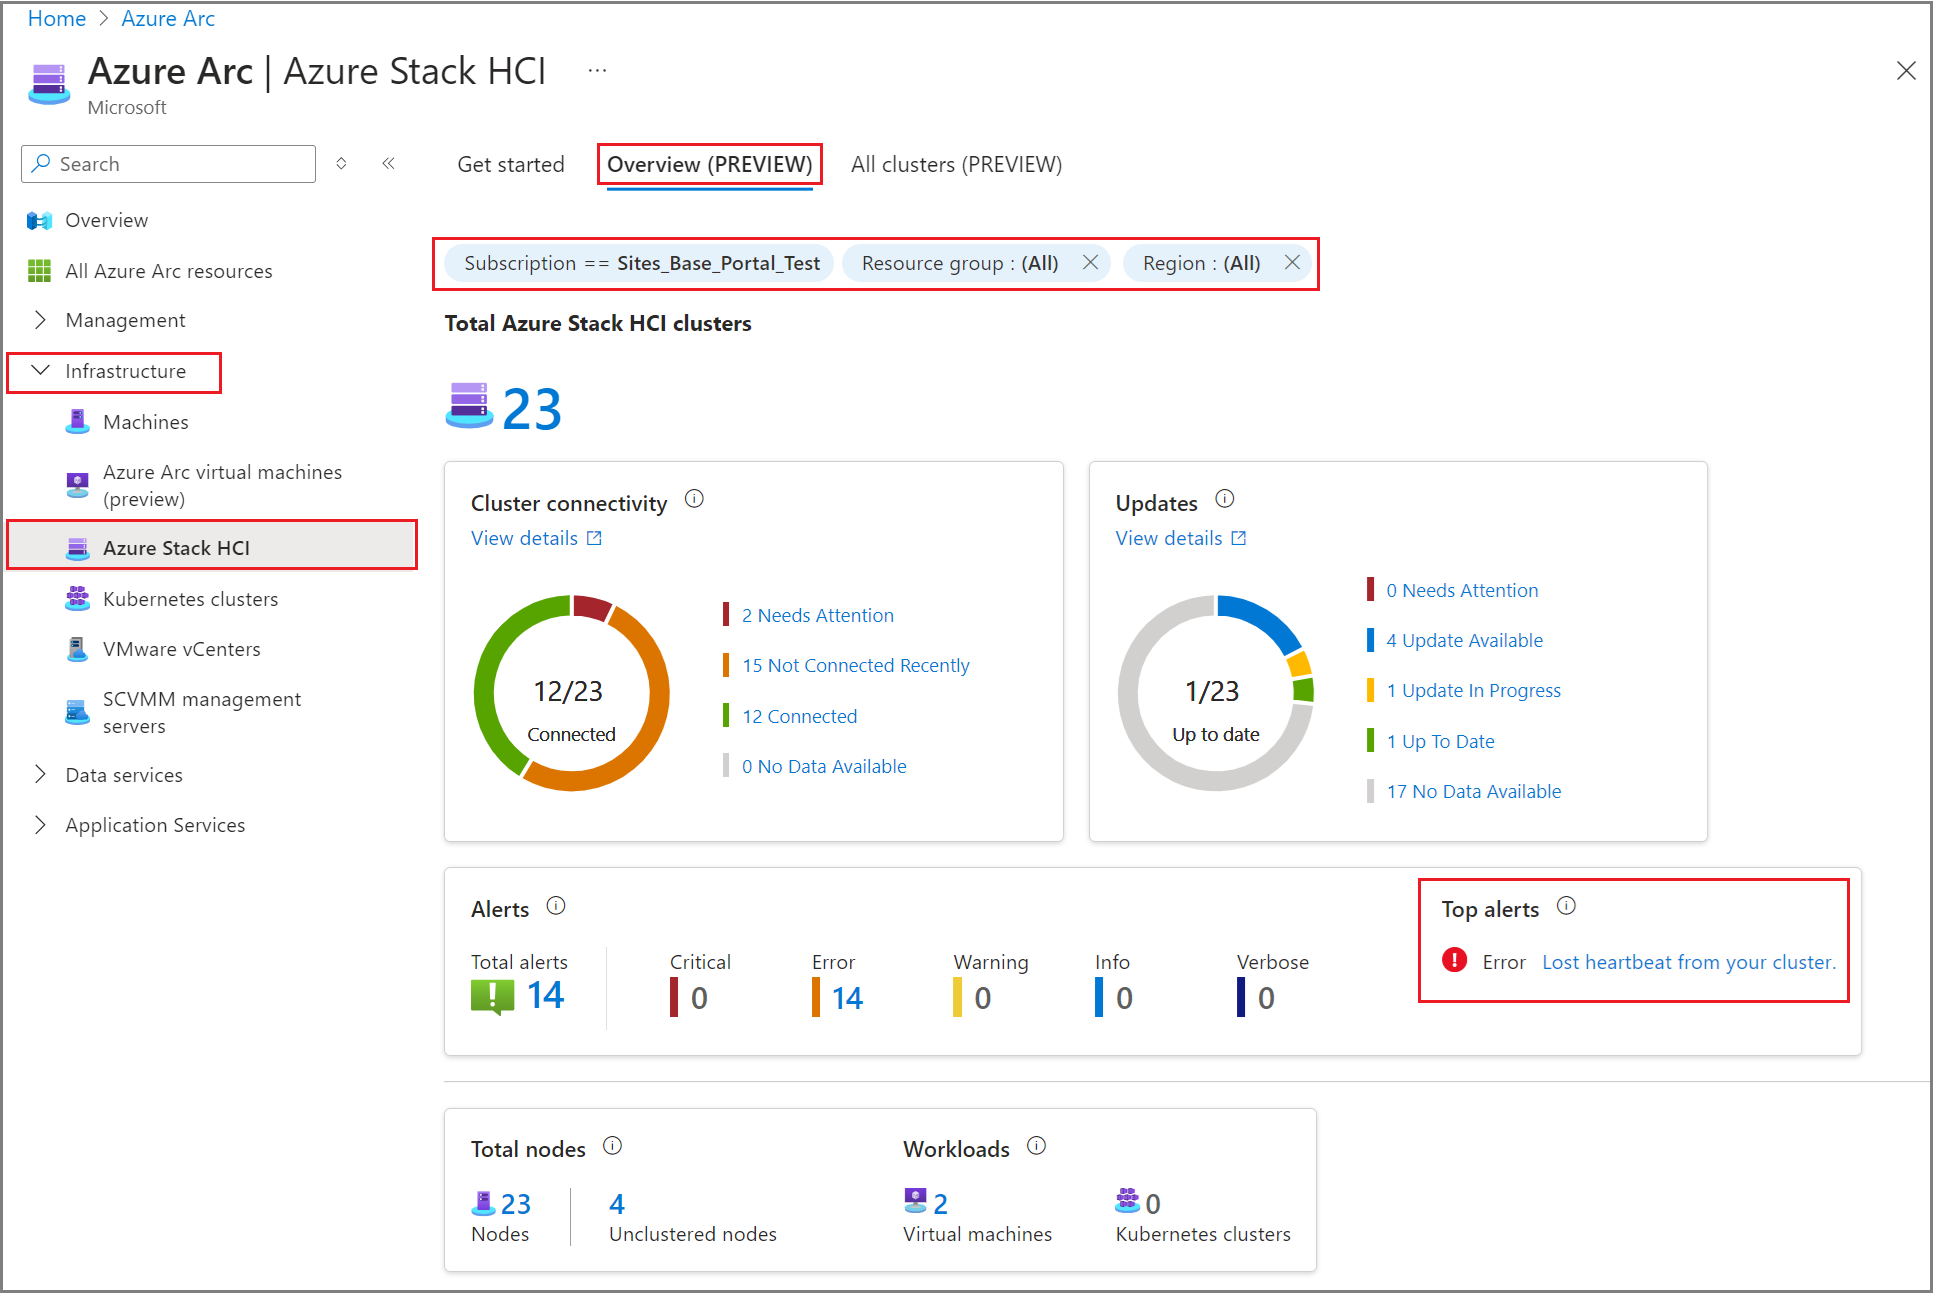 Home > Azure Arc
Azure Arc | Azure Stack HCI ...
Microsoft
Search
Overview
All Azure Arc resources
Management
Infrastructure
Machines
Azure Arc virtual machines
(preview)
Azure Stack HCI
Kubernetes clusters
VMware vCenters
SCVMM management
servers
Data services
Application Services
Get started Overview (PREVIEW) All clusters (PREVIEW)
Subscription == Sites_Base_Portal_Test Resource group : (All) Region : (All)
Total Azure Stack HCI clusters
23
Cluster connectivity
View details
12/23
Connected
2 Needs Attention
15 Not Connected Recently
12 Connected
0 No Data Available
Updates
View details
1/23
Up to date
0 Needs Attention
4 Update Available
1 Update In Progress
1 Up To Date
17 No Data Available
Alerts
Total alerts
14
Critical
0
Error
14
Warning
0
Info
0
Verbose
0
Top alerts
Error Lost heartbeat from your cluster.
Total nodes
23
Nodes
4
Unclustered nodes
Workloads
2
Virtual machines
0
Kubernetes clusters